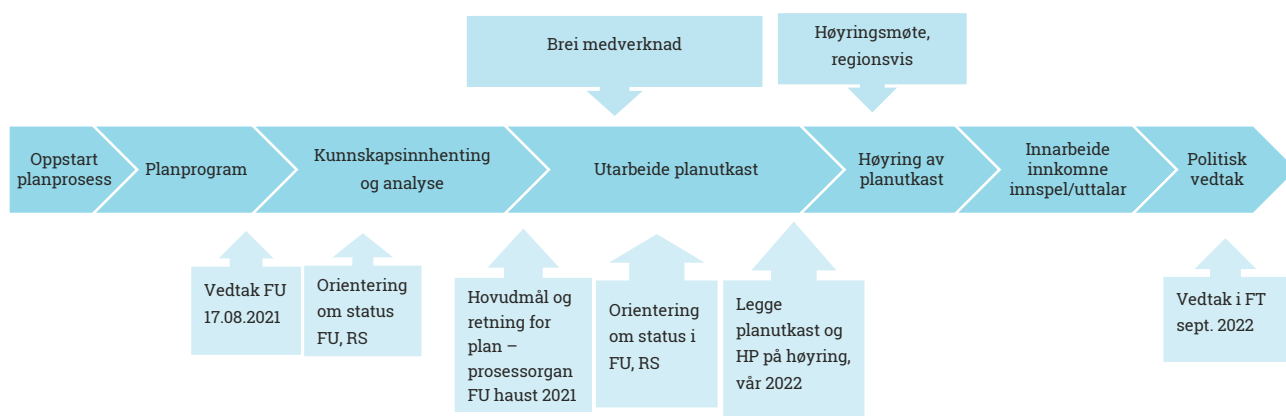 Brei medverknad
Høyringsmøte,
regionsvis
Oppstart
planprosess
Planprogram
Kunnskapsinnhenting
og analyse
Utarbeide planutkast
Høyring av
planutkast
Innarbeide
innkomne
innspel/uttalar
Politisk
vedtak
Vedtak FU
17.08.2021
Orientering
om status
FU, RS
Hovudmål og
retning for
plan –
prosessorgan
FU haust 2021
Orientering
om status i
FU, RS
Legge
planutkast og
HP på høyring,
vår 2022
Vedtak i FT
sept. 2022